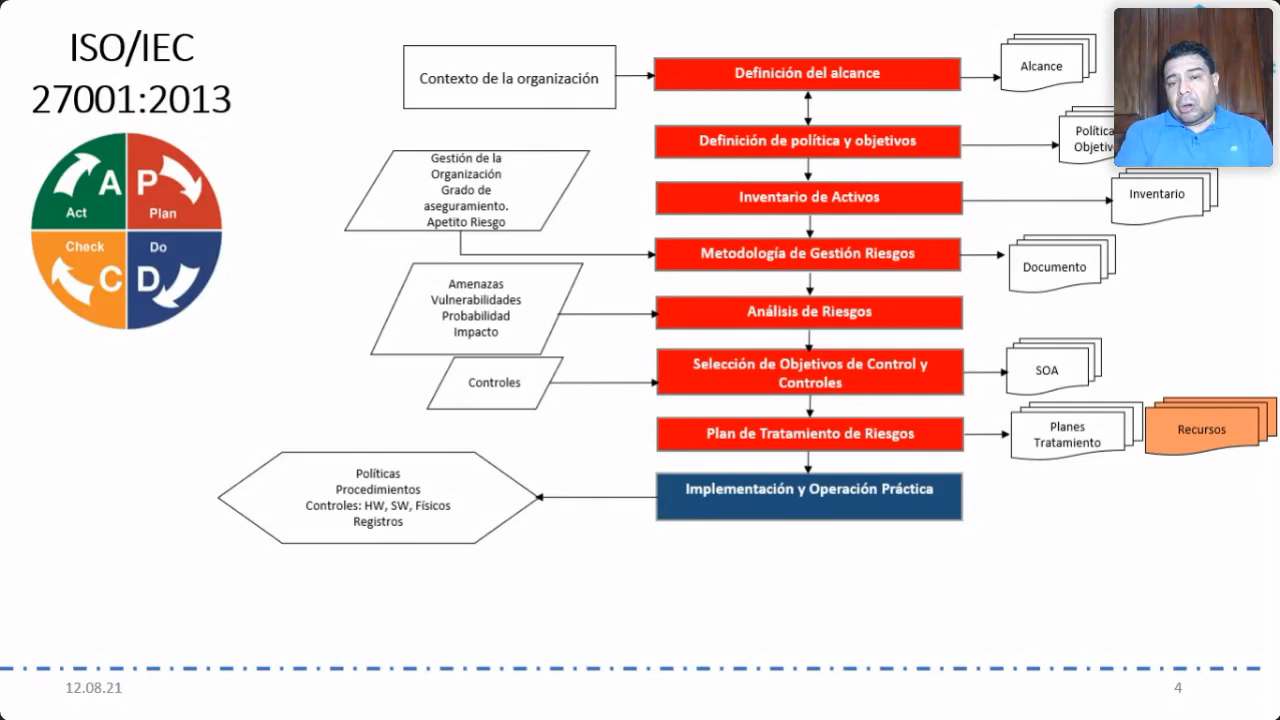 ISO/IEC
27001:2013
A
Act
P
Plan
Check
C
Do
D
Contexto de la organización
Definición del alcance
Alcance
Definición de política y objetivos
Gestión de la
Organización
Grado de
aseguramiento.
Apetito Riesgo
Inventario de Activos
Inventario
Metodología de Gestión Riesgos
Documento
Amenazas
Vulnerabilidades
Probabilidad
Impacto
Análisis de Riesgos
Controles
Selección de Objetivos de Control y
Controles
SOA
Plan de Tratamiento de Riesgos
Planes
Tratamiento
Recursos
Políticas
Procedimientos
Controles: HW, SW, Físicos
Registros
Implementación y Operación Práctica
12.08.21
4